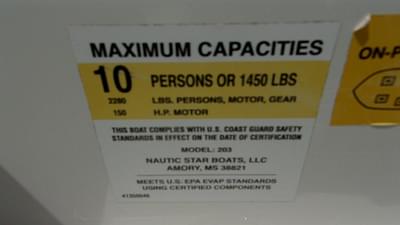 MAXIMUM CAPACITIES
10 PERSONS OR 1450 LBS
2280 LBS. PERSONS, MOTOR, GEAR
150 H.P. MOTOR
THIS BOAT COMPLIES WITH U.S. COAST GUARD SAFETY
STANDARDS IN EFFECT ON THE DATE OF CERTIFICATION
MODEL: 203
NAUTIC STAR BOATS, LLC
AMORY, MS 38821
MEETS U.S. EPA EVAP STANDARDS
USING CERTIFIED COMPONENTS
ON-P